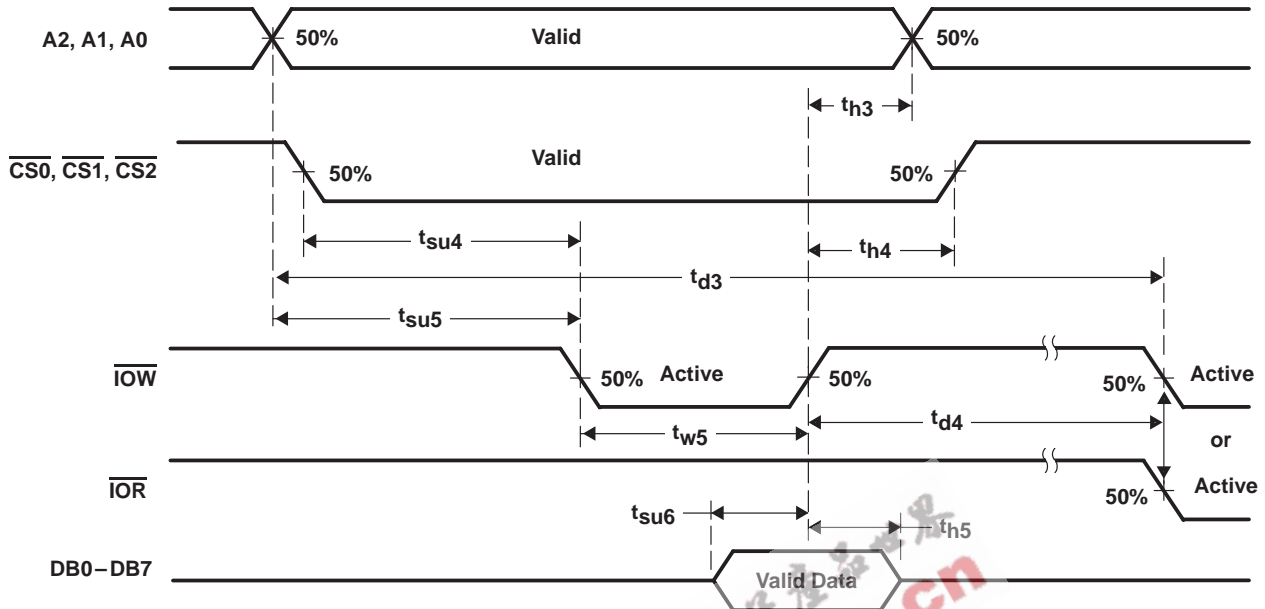 A2, A1, A0
50%
Valid
50%
th3
CS0, CS1, CS2
50%
Valid
50%
tsu4
th4
td3
tsu5
IOW
50%
Active
50%
50%
Active
tw5
td4
or
IOR
50%
Active
tsu6
th5
DB0–DB7
Valid Data
cn